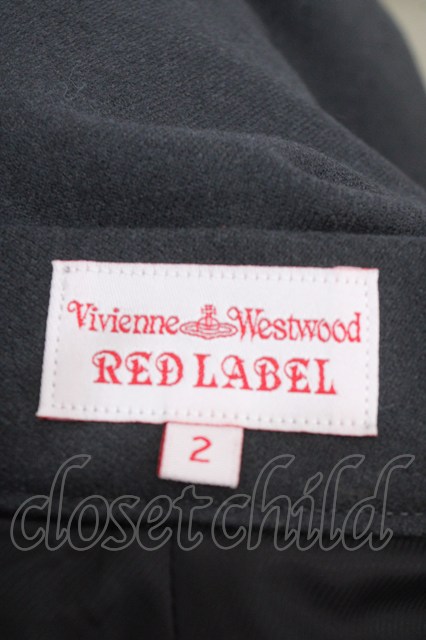 Vivienne Westwood
RED LABEL
2
closetchild